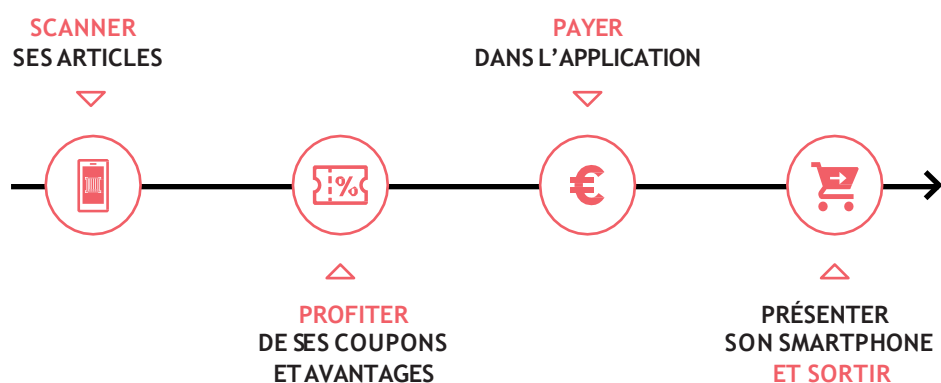 SCANNER
SES ARTICLES
PROFITER
DE SES COUPONS
ET AVANTAGES
PAYER
DANS L’APPLICATION
PRÉSENTER
SON SMARTPHONE
ET SORTIR